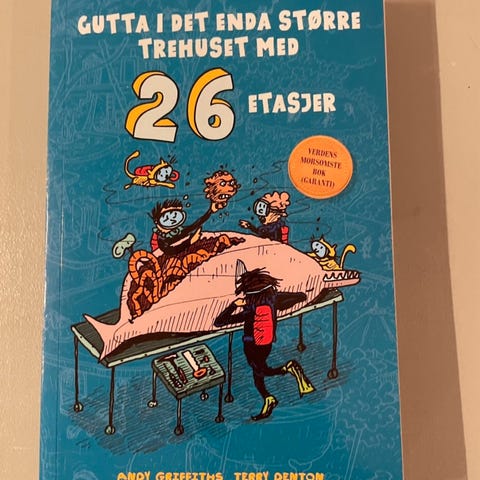 GUTTA I DET ENDA STØRRE
TREHUSET MED
26 ETASJER
VERDENS
MORSOMSTE
BOK
(GARANTI)
ANDY GRIFFITHS TERRY DENTON